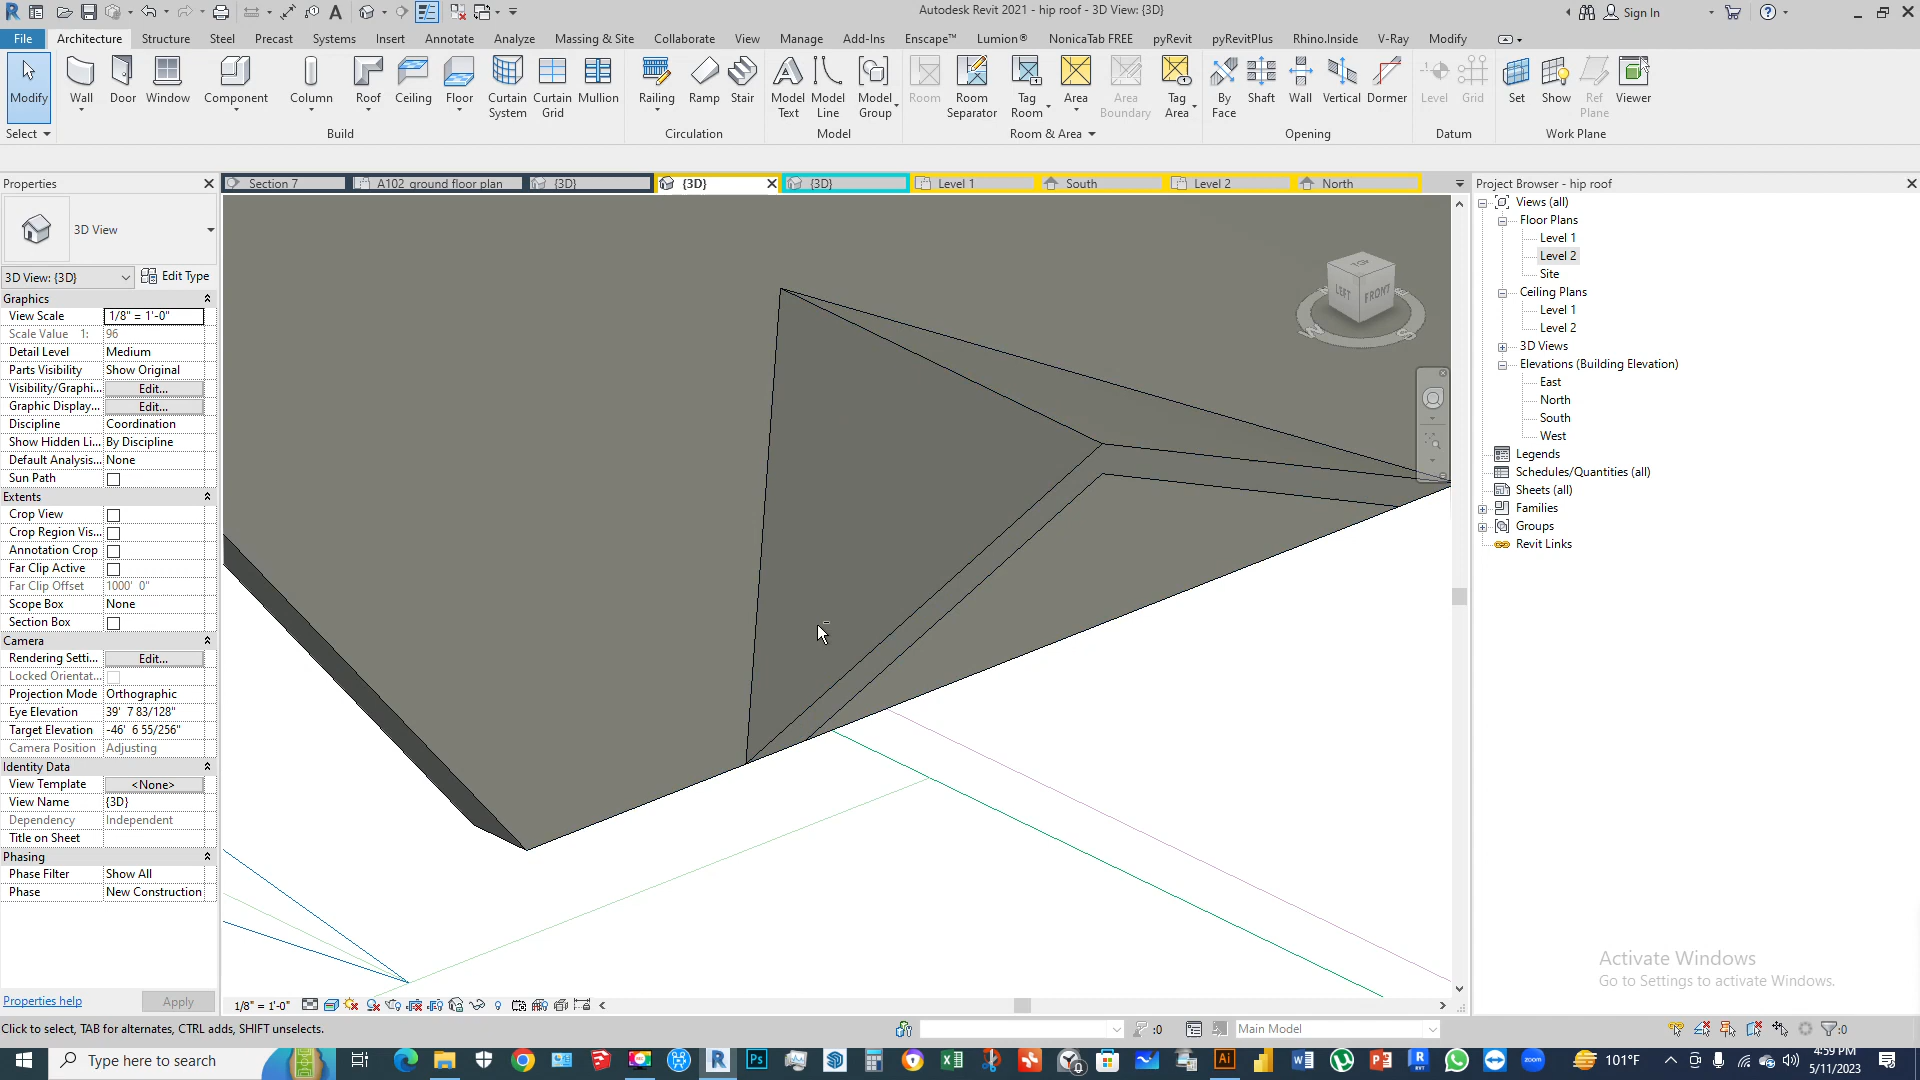 Autodesk Revit 2021 - hip roof - 3D View: {3D}
Sign In
File Architecture Structure Steel Precast Systems Insert Annotate Analyze Massing & Site Collaborate View Manage Add-Ins Enscape™ Lumion® NonicaTab FREE pyRevit pyRevitPlus Rhino.Inside V-Ray Modify
Modify Wall Door Window Component Column Roof Ceiling Floor Curtain System Curtain Grid Mullion Railing Ramp Stair Model Text Model Line Model Group Room Room Separator Tag Room Area Area Boundary Tag Area By Face Shaft Wall Vertical Dormer Level Grid Set Show Ref Plane Viewer
Select Build Circulation Model Room & Area Opening Datum Work Plane
Properties
Section 7 A102 ground floor plan {3D} {3D} {3D} Level 1 South Level 2 North
Project Browser - hip roof
3D View
3D View: {3D} Edit Type
Graphics
View Scale 1/8" = 1'-0"
Scale Value 1: 96
Detail Level Medium
Parts Visibility Show Original
Visibility/Graphi... Edit...
Graphic Display... Edit...
Discipline Coordination
Show Hidden Li... By Discipline
Default Analysis... None
Sun Path
Extents
Crop View
Crop Region Vis...
Annotation Crop
Far Clip Active
Far Clip Offset 1000' 0"
Scope Box None
Section Box
Camera
Rendering Setti... Edit...
Locked Orientat...
Projection Mode Orthographic
Eye Elevation 39' 7 83/128"
Target Elevation -46' 6 55/256"
Camera Position Adjusting
Identity Data
View Template <None>
View Name {3D}
Dependency Independent
Title on Sheet
Phasing
Phase Filter Show All
Phase New Construction
Properties help Apply
TOP
LEFT FRONT
W S
Views (all)
Floor Plans
Level 1
Level 2
Site
Ceiling Plans
Level 1
Level 2
3D Views
Elevations (Building Elevation)
East
North
South
West
Legends
Schedules/Quantities (all)
Sheets (all)
Families
Groups
Revit Links
Activate Windows
Go to Settings to activate Windows.
1/8" = 1'-0"
Click to select, TAB for alternates, CTRL adds, SHIFT unselects.
:0 Main Model :0
Type here to search
101°F
4:59 PM
5/11/2023